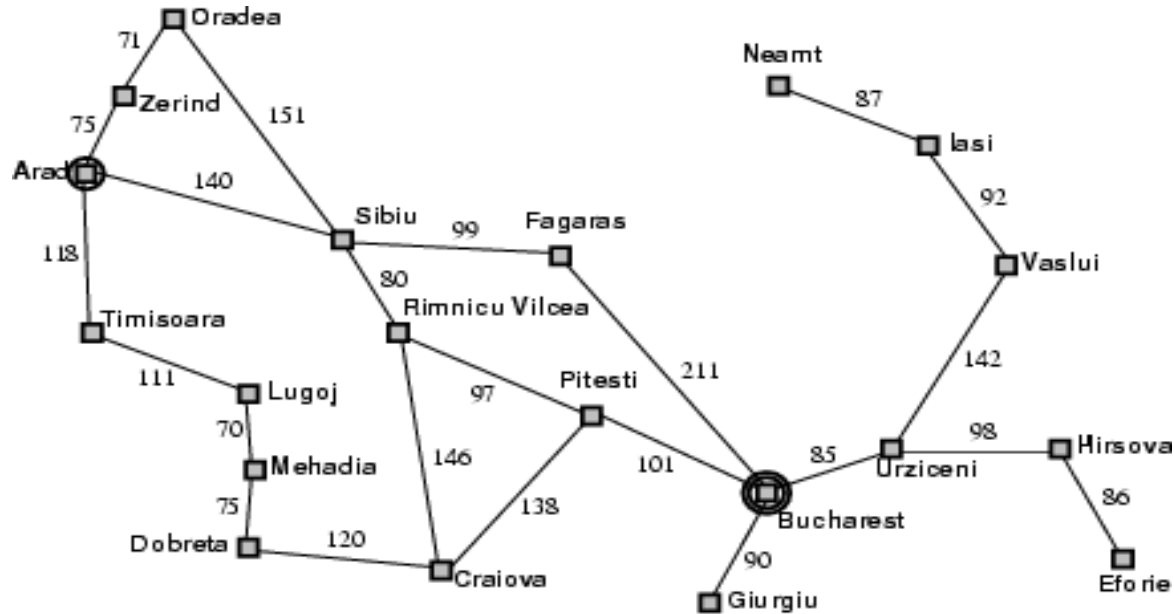 Oradea
71
Neamt
Zerind
87
75
151
Iasi
Arad
140
92
Sibiu
Fagaras
99
118
80
Vaslui
Timisoara
Rimnicu Vilcea
111
211
142
Lugoj
97
Pitesti
70
98
Hirsova
146
101
85
Mehadia
Urziceni
75
138
86
Bucharest
Dobreta
120
90
Craiova
Eforie
Giurgiu